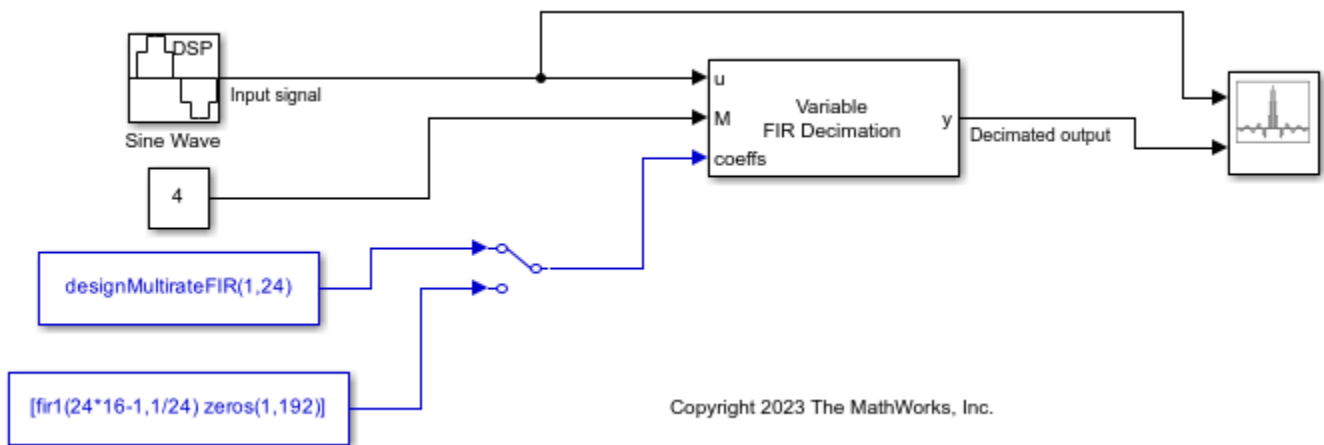 DSP
Input signal
Sine Wave
u
M
coeffs
Variable
FIR Decimation
y
Decimated output
4
designMultirateFIR(1,24)
[fir1(24*16-1,1/24) zeros(1,192)]
Copyright 2023 The MathWorks, Inc.